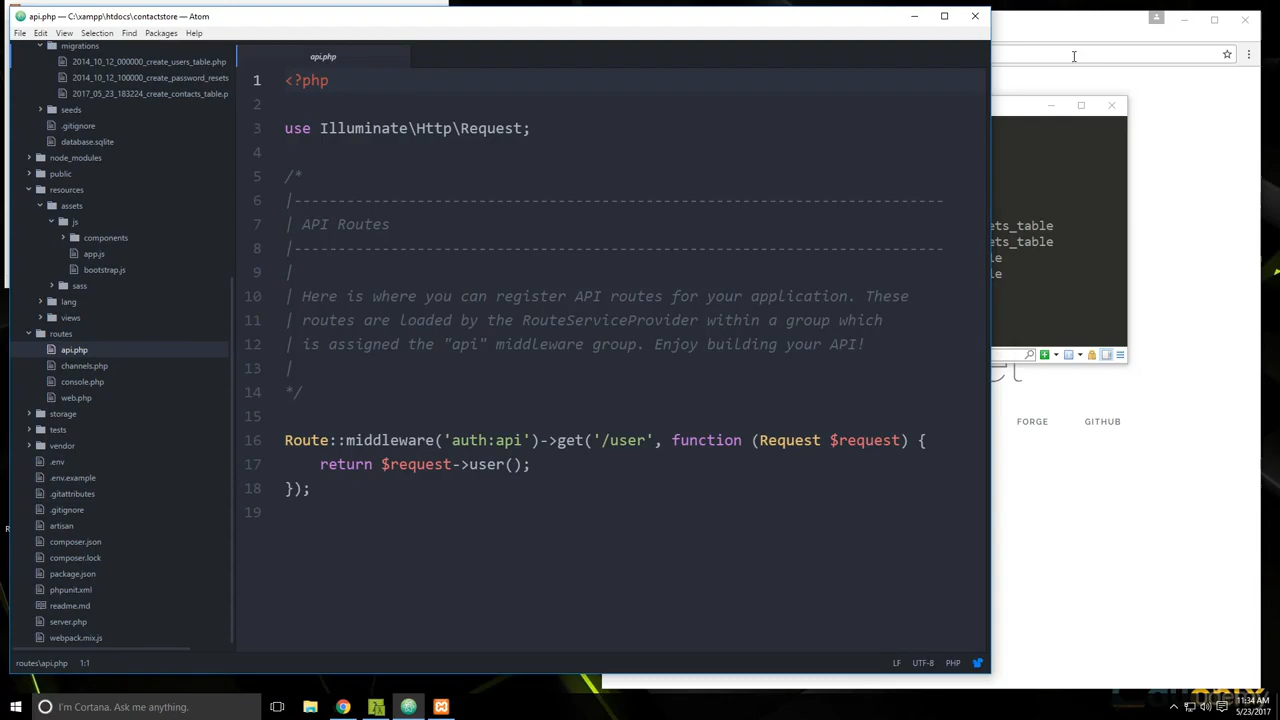 api.php — C:\xampp\htdocs\contactstore — Atom
File Edit View Selection Find Packages Help
migrations
2014_10_12_000000_create_users_table.php
2014_10_12_100000_create_password_resets
2017_05_23_183224_create_contacts_table.p
seeds
.gitignore
database.sqlite
node_modules
public
resources
assets
js
components
app.js
bootstrap.js
sass
lang
views
routes
api.php
channels.php
console.php
web.php
storage
tests
vendor
.env
.env.example
.gitattributes
.gitignore
artisan
composer.json
composer.lock
package.json
phpunit.xml
readme.md
server.php
webpack.mix.js
api.php
1 <?php
2
3 use Illuminate\Http\Request;
4
5 /*
6 |--------------------------------------------------------------------------
7 | API Routes
8 |--------------------------------------------------------------------------
9 |
10 | Here is where you can register API routes for your application. These
11 | routes are loaded by the RouteServiceProvider within a group which
12 | is assigned the "api" middleware group. Enjoy building your API!
13 |
14 */
15
16 Route::middleware('auth:api')->get('/user', function (Request $request) {
17     return $request->user();
18 });
19
routes\api.php 1:1
LF UTF-8 PHP
ets_table
ets_table
le
le
FORGE GITHUB
I'm Cortana. Ask me anything.
11:34 AM
5/23/2017